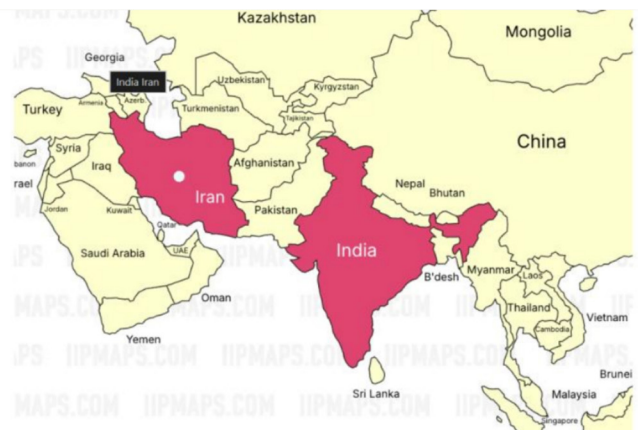 Kazakhstan
Mongolia
Georgia
India Iran
Uzbekistan
Kyrgyzstan
Armenia
Azerb.
Turkey
Turkmenistan
Tajikistan
China
Syria
banon
Iraq
Afghanistan
rael
Iran
Nepal
Bhutan
Jordan
Kuwait
Pakistan
Qatar
Saudi Arabia
UAE
India
B'desh
Myanmar
Laos
Oman
Thailand
Vietnam
Cambodia
Yemen
Sri Lanka
Brunei
Malaysia
Singapore
IIPMAPS.COM